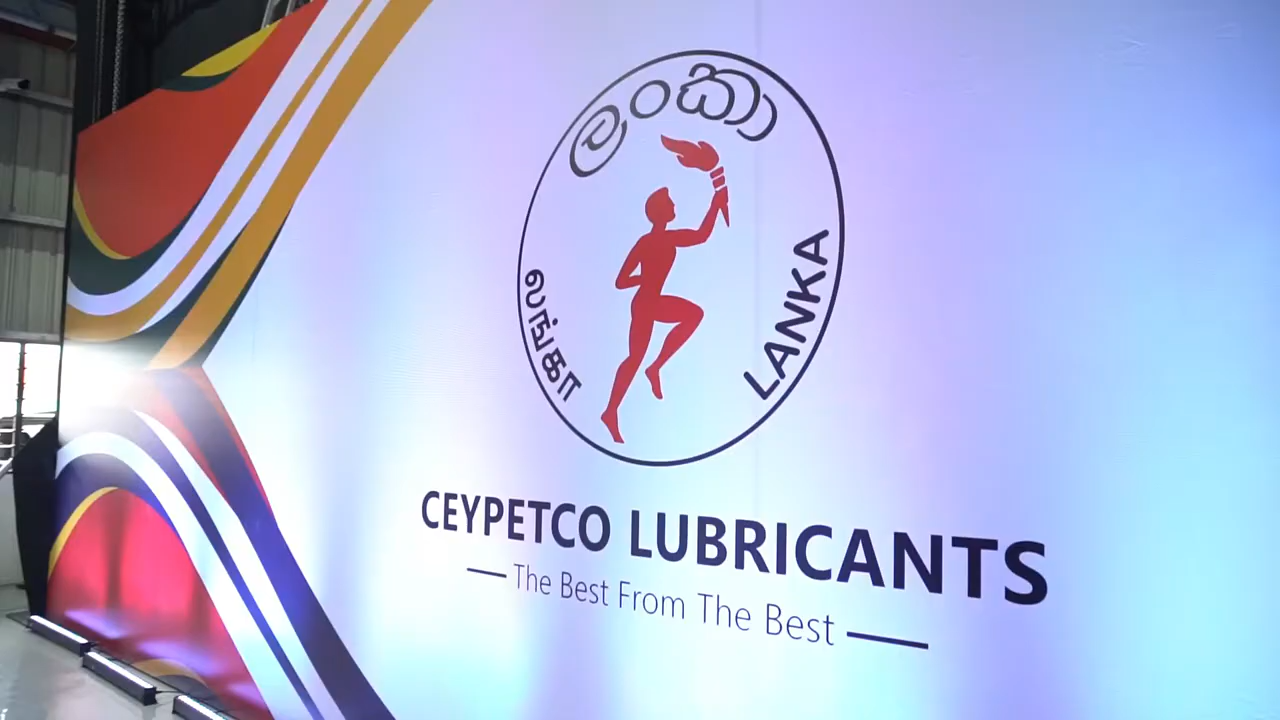 ලංකා
லங்கா
LANKA
CEYPETCO LUBRICANTS
The Best From The Best